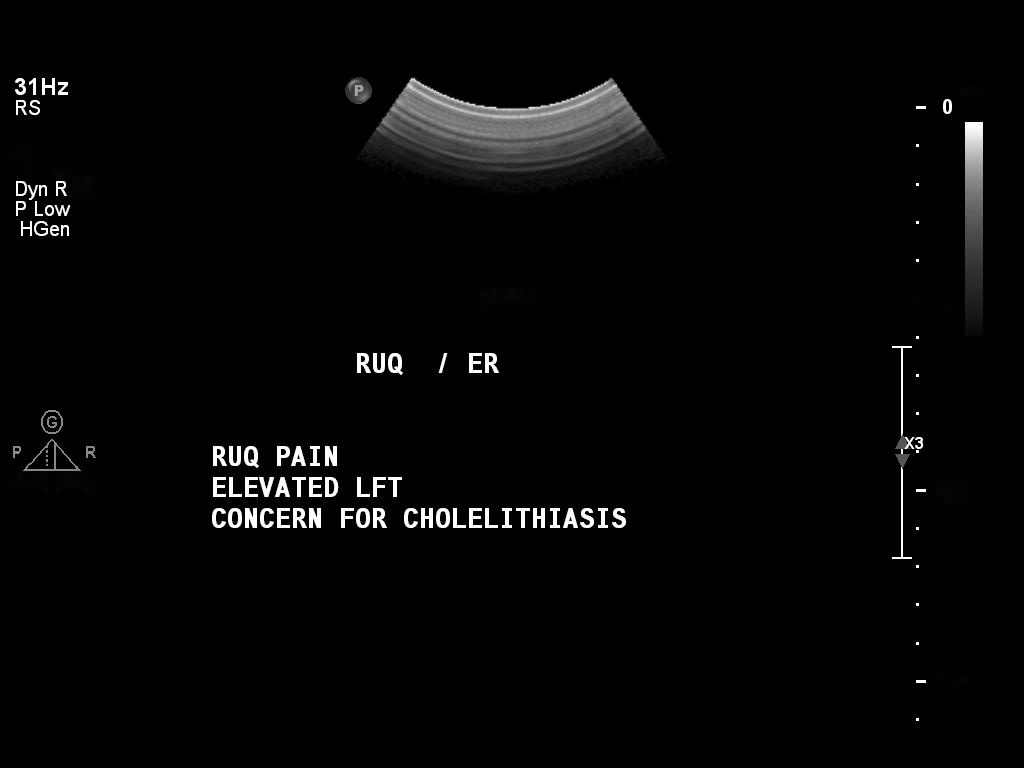 31Hz
RS
P
0
Dyn R
P Low
HGen
RUQ / ER
G
P R
X3
RUQ PAIN
ELEVATED LFT
CONCERN FOR CHOLELITHIASIS